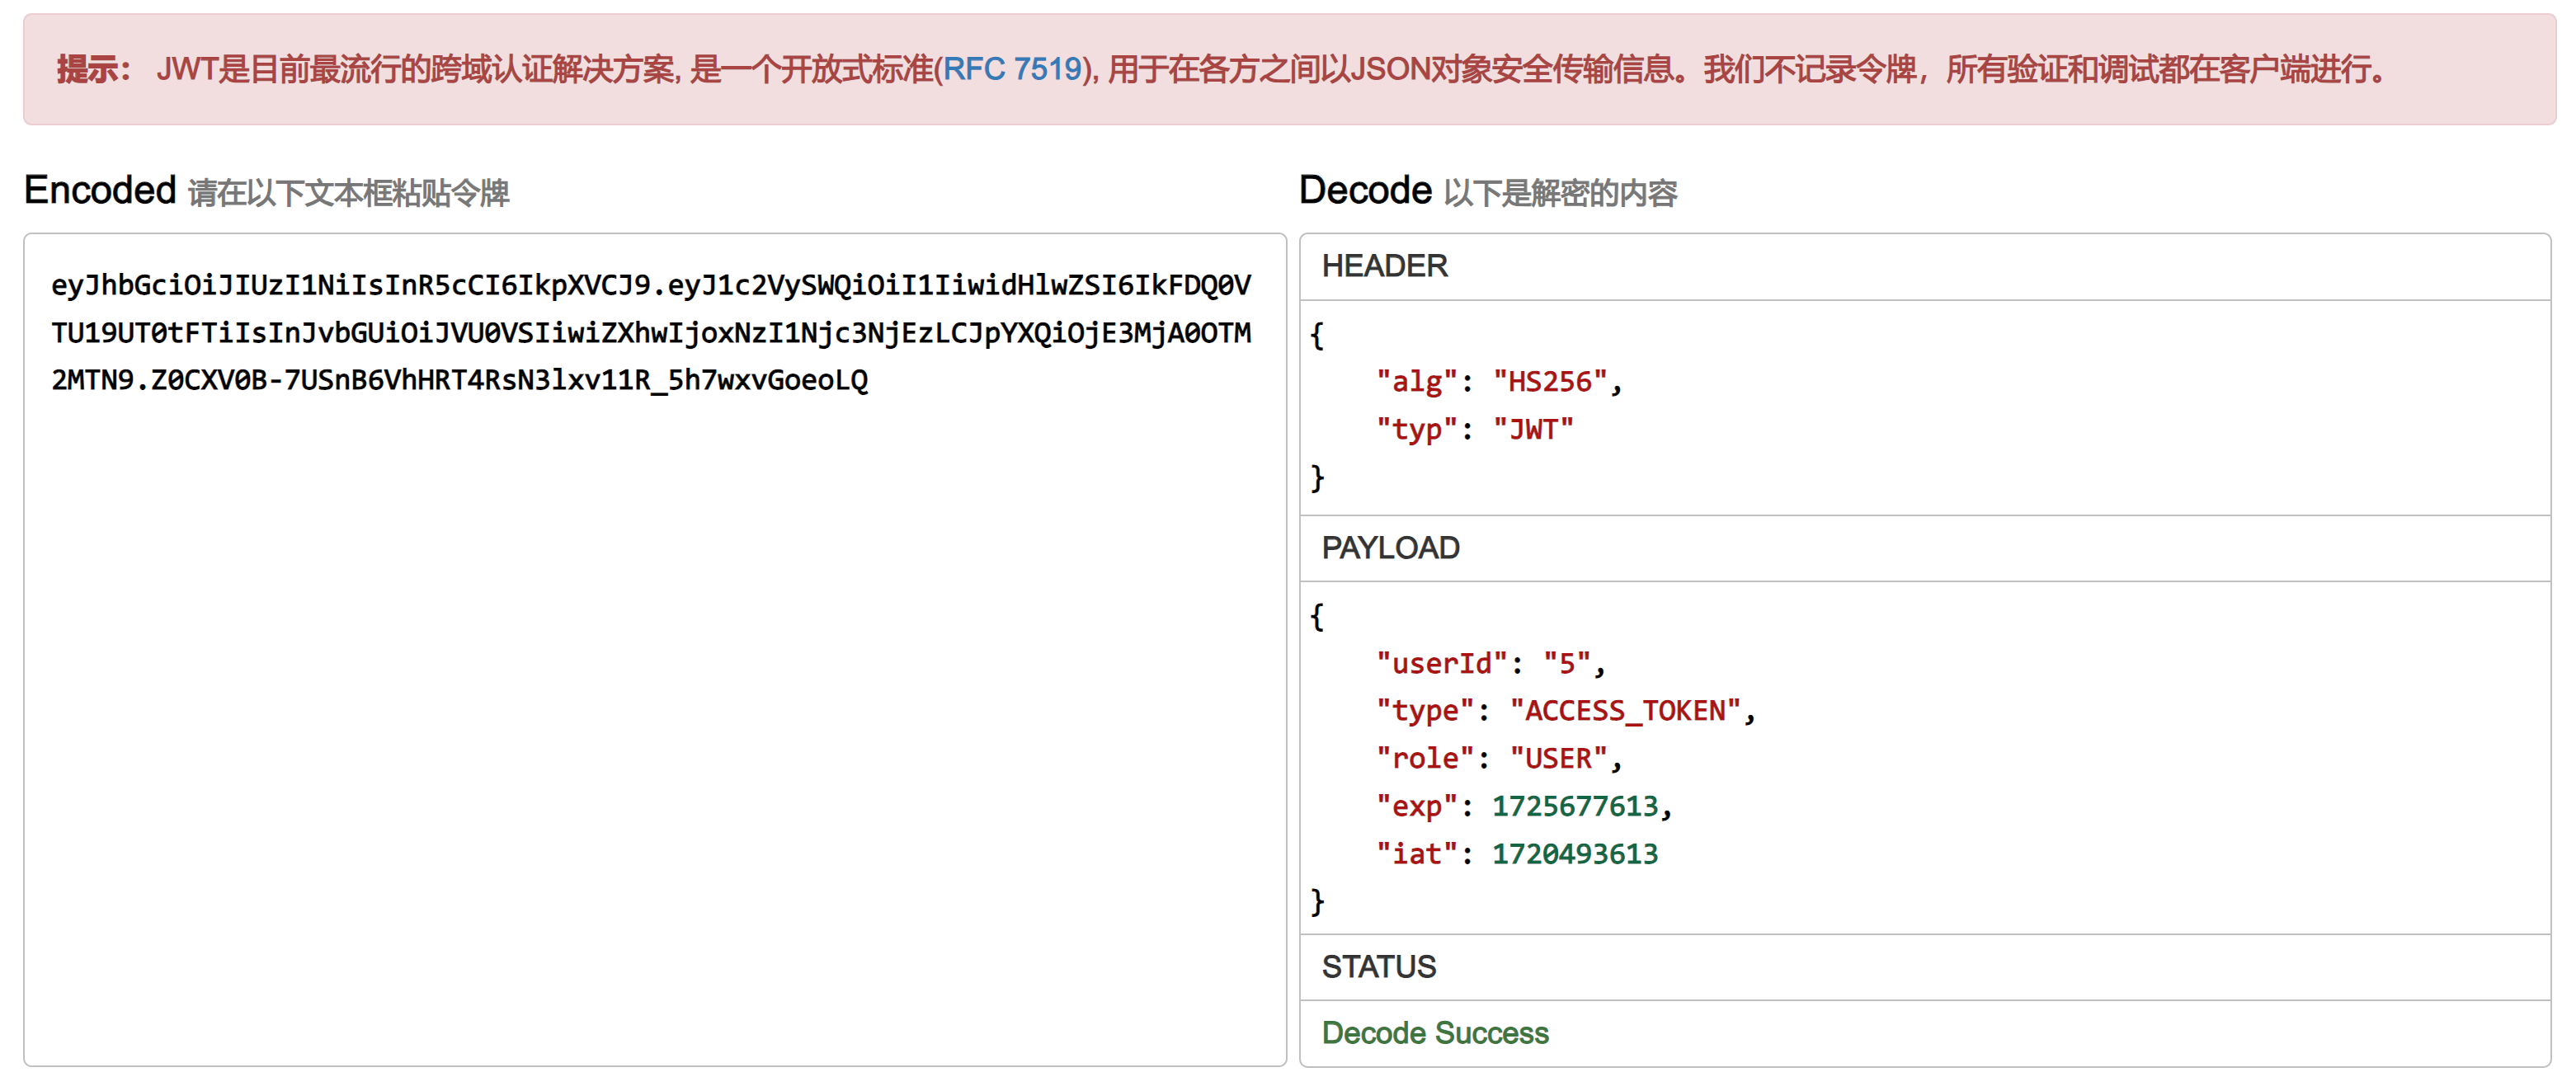 提示： JWT是目前最流行的跨域认证解决方案, 是一个开放式标准(RFC 7519), 用于在各方之间以JSON对象安全传输信息。我们不记录令牌，所有验证和调试都在客户端进行。
Encoded 请在以下文本框粘贴令牌
eyJhbGciOiJIUzI1NiIsInR5cCI6IkpXVCJ9.eyJ1c2VySWQiOiI1IiwidHlwZSI6IkFDQ0V
TU19UT0tFTiIsInJvbGUiOiJVU0VSIiwiZXhwIjoxNzI1Njc3NjEzLCJpYXQiOjE3MjA0OTM
2MTN9.Z0CXV0B-7USnB6VhHRT4RsN3lxv11R_5h7wxvGoeoLQ
Decode 以下是解密的内容
HEADER
{
    "alg": "HS256",
    "typ": "JWT"
}
PAYLOAD
{
    "userId": "5",
    "type": "ACCESS_TOKEN",
    "role": "USER",
    "exp": 1725677613,
    "iat": 1720493613
}
STATUS
Decode Success